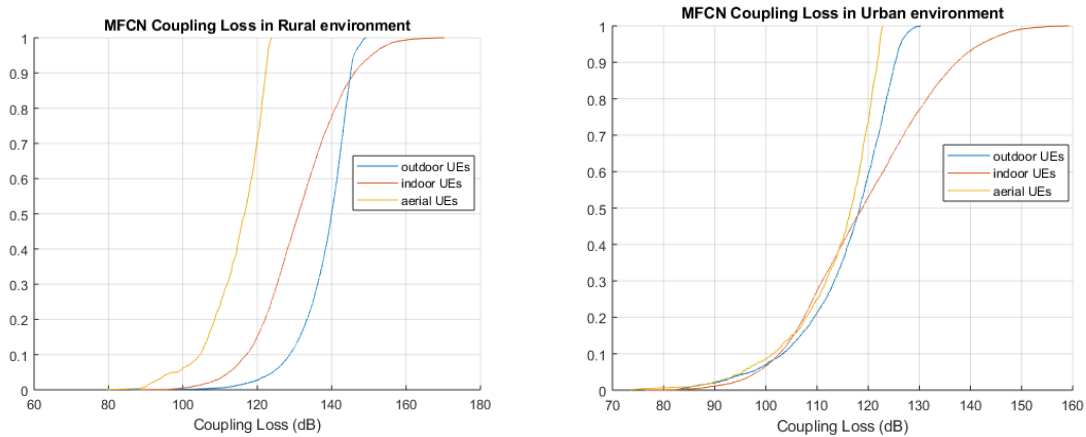 MFCN Coupling Loss in Rural environment
1
0.9
0.8
0.7
0.6
0.5
0.4
0.3
0.2
0.1
0
outdoor UEs
indoor UEs
aerial UEs
60 80 100 120 140 160 180
Coupling Loss (dB)
MFCN Coupling Loss in Urban environment
1
0.9
0.8
0.7
0.6
0.5
0.4
0.3
0.2
0.1
0
outdoor UEs
indoor UEs
aerial UEs
70 80 90 100 110 120 130 140 150 160
Coupling Loss (dB)